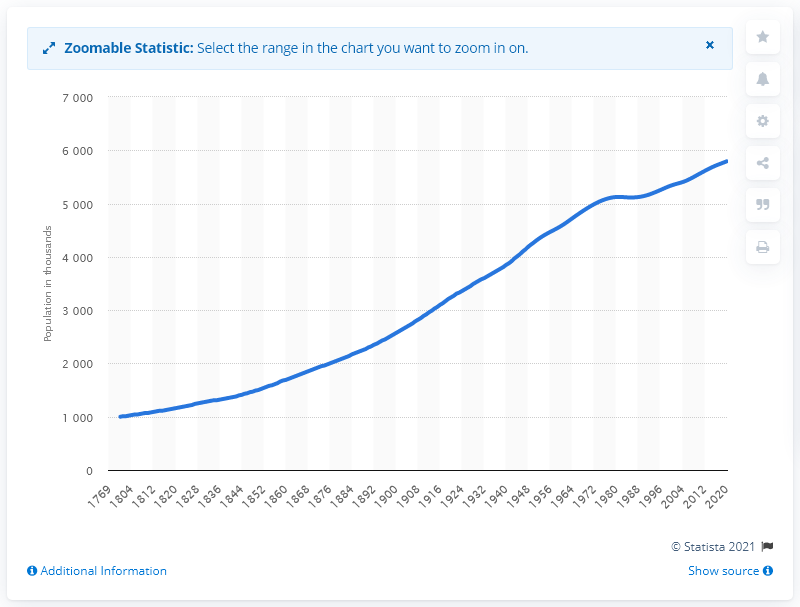 Zoomable Statistic: Select the range in the chart you want to zoom in on.
7 000
6 000
5 000
4 000
3 000
2 000
1 000
0
Population in thousands
1769 1804 1812 1820 1828 1836 1844 1852 1860 1868 1876 1884 1892 1900 1908 1916 1924 1932 1940 1948 1956 1964 1972 1980 1988 1996 2004 2012 2020
© Statista 2021
Additional Information
Show source